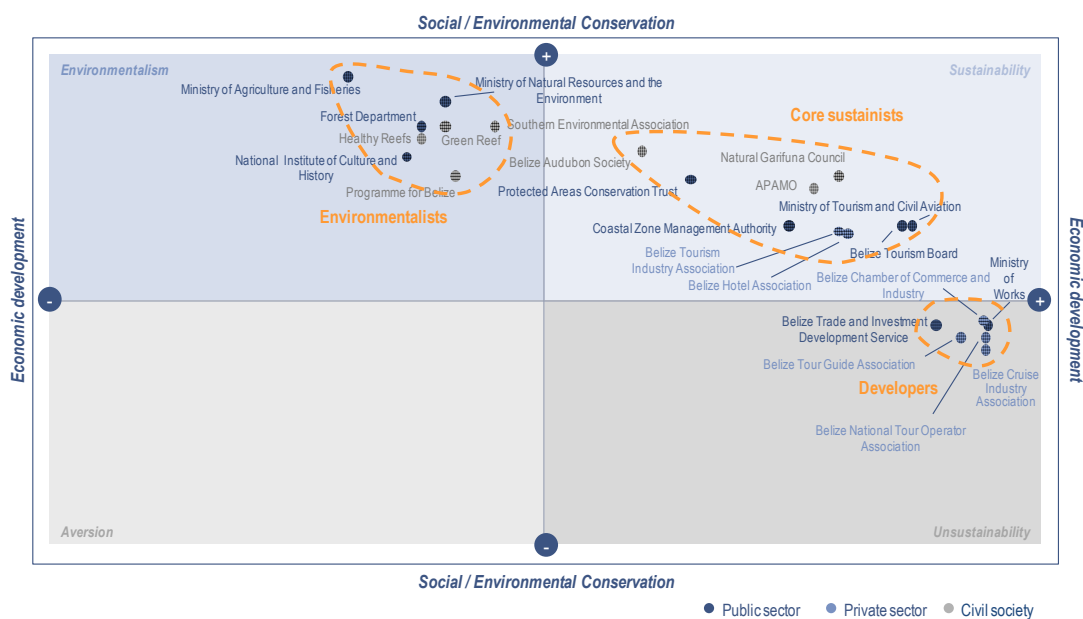 Social / Environmental Conservation
Environmentalism
Sustainability
Ministry of Agriculture and Fisheries
Ministry of Natural Resources and the
Environment
Core sustainists
Forest Department
Southern Environmental Association
Healthy Reefs
Green Reef
National Institute of Culture and
History
Belize Audubon Society
Natural Garifuna Council
Programme for Belize
Protected Areas Conservation Trust
APAMO
Environmentalists
Ministry of Tourism and Civil Aviation
Coastal Zone Management Authority
Belize Tourism
Industry Association
Belize Tourism Board
Belize Hotel Association
Belize Chamber of Commerce and
Industry
Ministry
of
Works
Economic development
Economic development
+
-
+
-
Belize Trade and Investment
Development Service
Belize Tour Guide Association
Developers
Belize Cruise
Industry
Association
Belize National Tour Operator
Association
Aversion
Unsustainability
Social / Environmental Conservation
Public sector
Private sector
Civil society